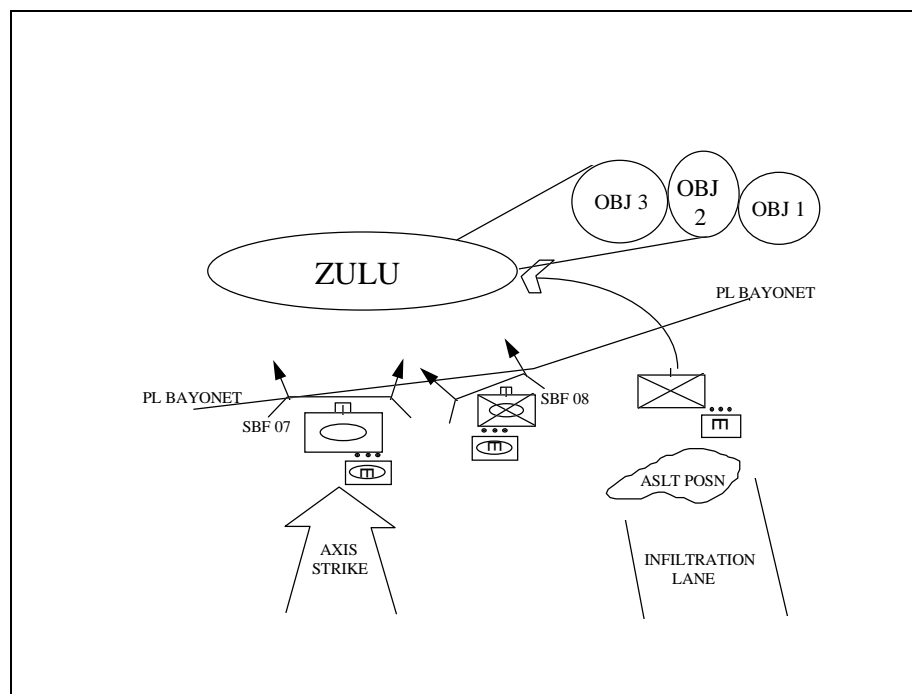 OBJ 3
OBJ
2
OBJ 1
ZULU
PL BAYONET
PL BAYONET
SBF 07
SBF 08
ASLT POSN
AXIS
STRIKE
INFILTRATION
LANE